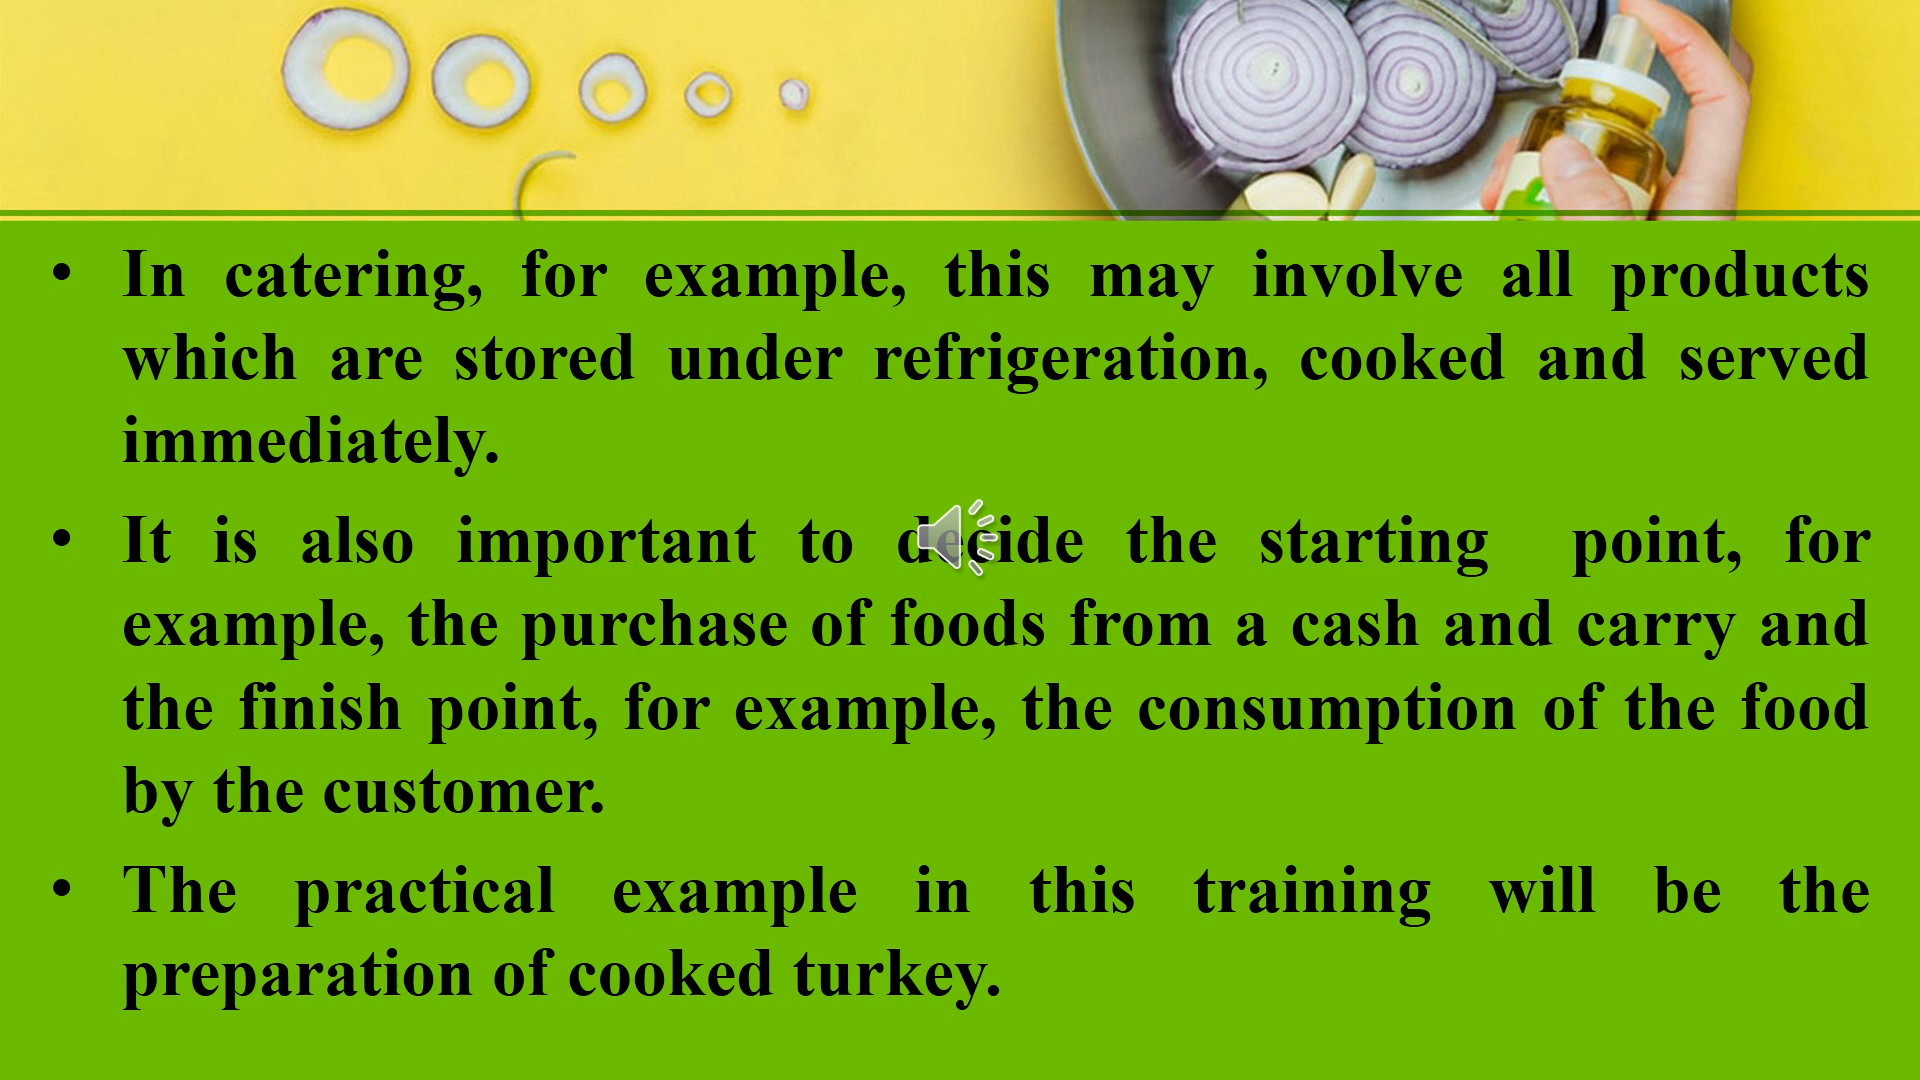 • In catering, for example, this may involve all products
which are stored under refrigeration, cooked and served
immediately.
• It is also important to decide the starting point, for
example, the purchase of foods from a cash and carry and
the finish point, for example, the consumption of the food
by the customer.
• The practical example in this training will be the
preparation of cooked turkey.